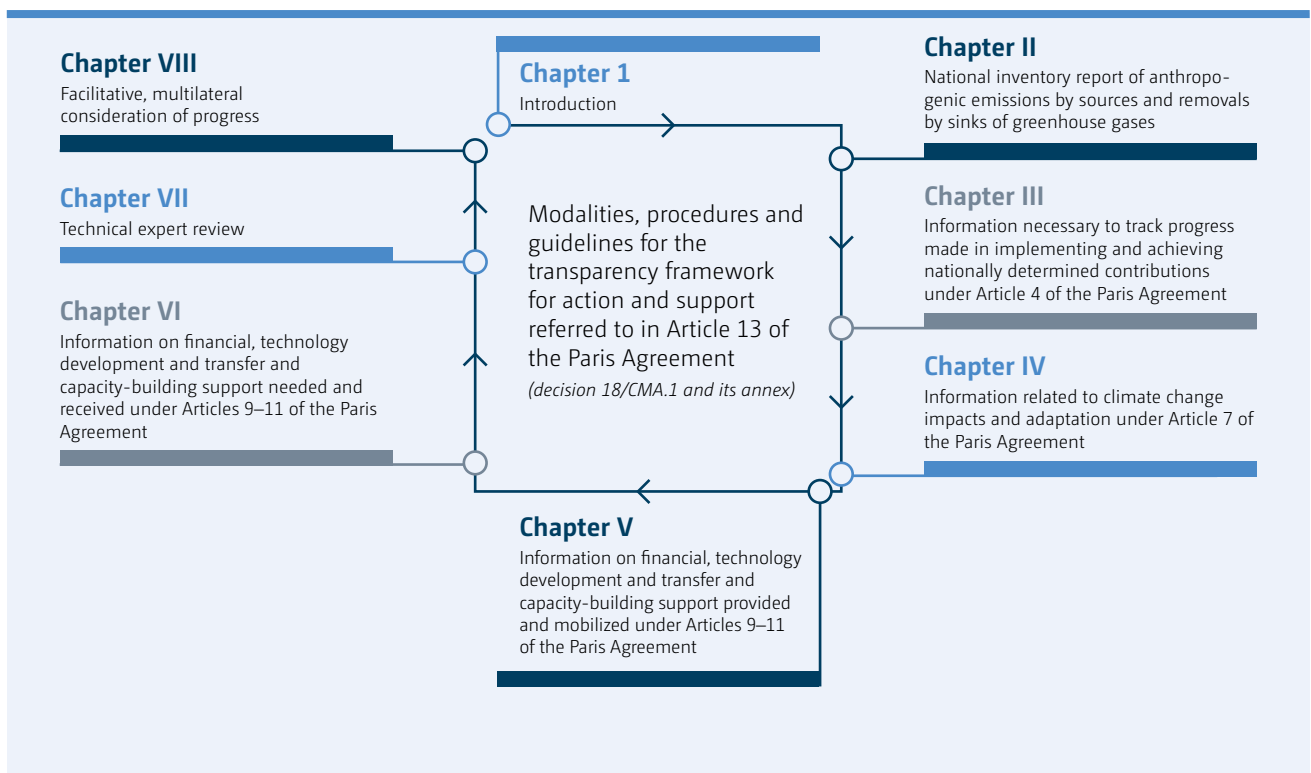 Chapter 1
Introduction
Chapter II
National inventory report of anthropo-
genic emissions by sources and removals
by sinks of greenhouse gases
Chapter III
Information necessary to track progress
made in implementing and achieving
nationally determined contributions
under Article 4 of the Paris Agreement
Chapter IV
Information related to climate change
impacts and adaptation under Article 7 of
the Paris Agreement
Chapter V
Information on financial, technology
development and transfer and
capacity-building support provided
and mobilized under Articles 9–11
of the Paris Agreement
Chapter VI
Information on financial, technology
development and transfer and
capacity-building support needed and
received under Articles 9–11 of the Paris
Agreement
Chapter VII
Technical expert review
Chapter VIII
Facilitative, multilateral
consideration of progress
Modalities, procedures and
guidelines for the
transparency framework
for action and support
referred to in Article 13 of
the Paris Agreement
(decision 18/CMA.1 and its annex)